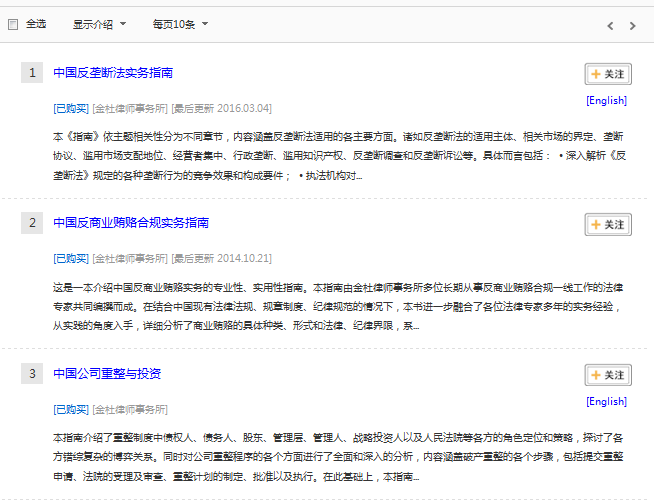 全选 显示介绍 每页10条
1 中国反垄断法实务指南 关注
[English]
[已购买] [金杜律师事务所] [最后更新 2016.03.04]
本《指南》依主题相关性分为不同章节，内容涵盖反垄断法适用的各主要方面。诸如反垄断法的适用主体、相关市场的界定、垄断
协议、滥用市场支配地位、经营者集中、行政垄断、滥用知识产权、反垄断调查和反垄断诉讼等。具体而言包括： • 深入解析《反
垄断法》规定的各种垄断行为的竞争效果和构成要件； • 执法机构对...
2 中国反商业贿赂合规实务指南 关注
[已购买] [金杜律师事务所] [最后更新 2014.10.21]
这是一本介绍中国反商业贿赂实务的专业性、实用性指南。本指南由金杜律师事务所多位长期从事反商业贿赂合规一线工作的法律
专家共同编撰而成。在结合中国现有法律法规、规章制度、纪律规范的情况下，本书进一步融合了各位法律专家多年的实务经验，
从实践的角度入手，详细分析了商业贿赂的具体种类、形式和法律、纪律界限，系...
3 中国公司重整与投资 关注
[English]
[已购买] [金杜律师事务所]
本指南介绍了重整制度中债权人、债务人、股东、管理层、管理人、战略投资人以及人民法院等各方的角色定位和策略，探讨了各
方错综复杂的博弈关系。同时对公司重整程序的各个方面进行了全面和深入的分析，内容涵盖破产重整的各个步骤，包括提交重整
申请、法院的受理及审查、重整计划的制定、批准以及执行。在此基础上，本指南...